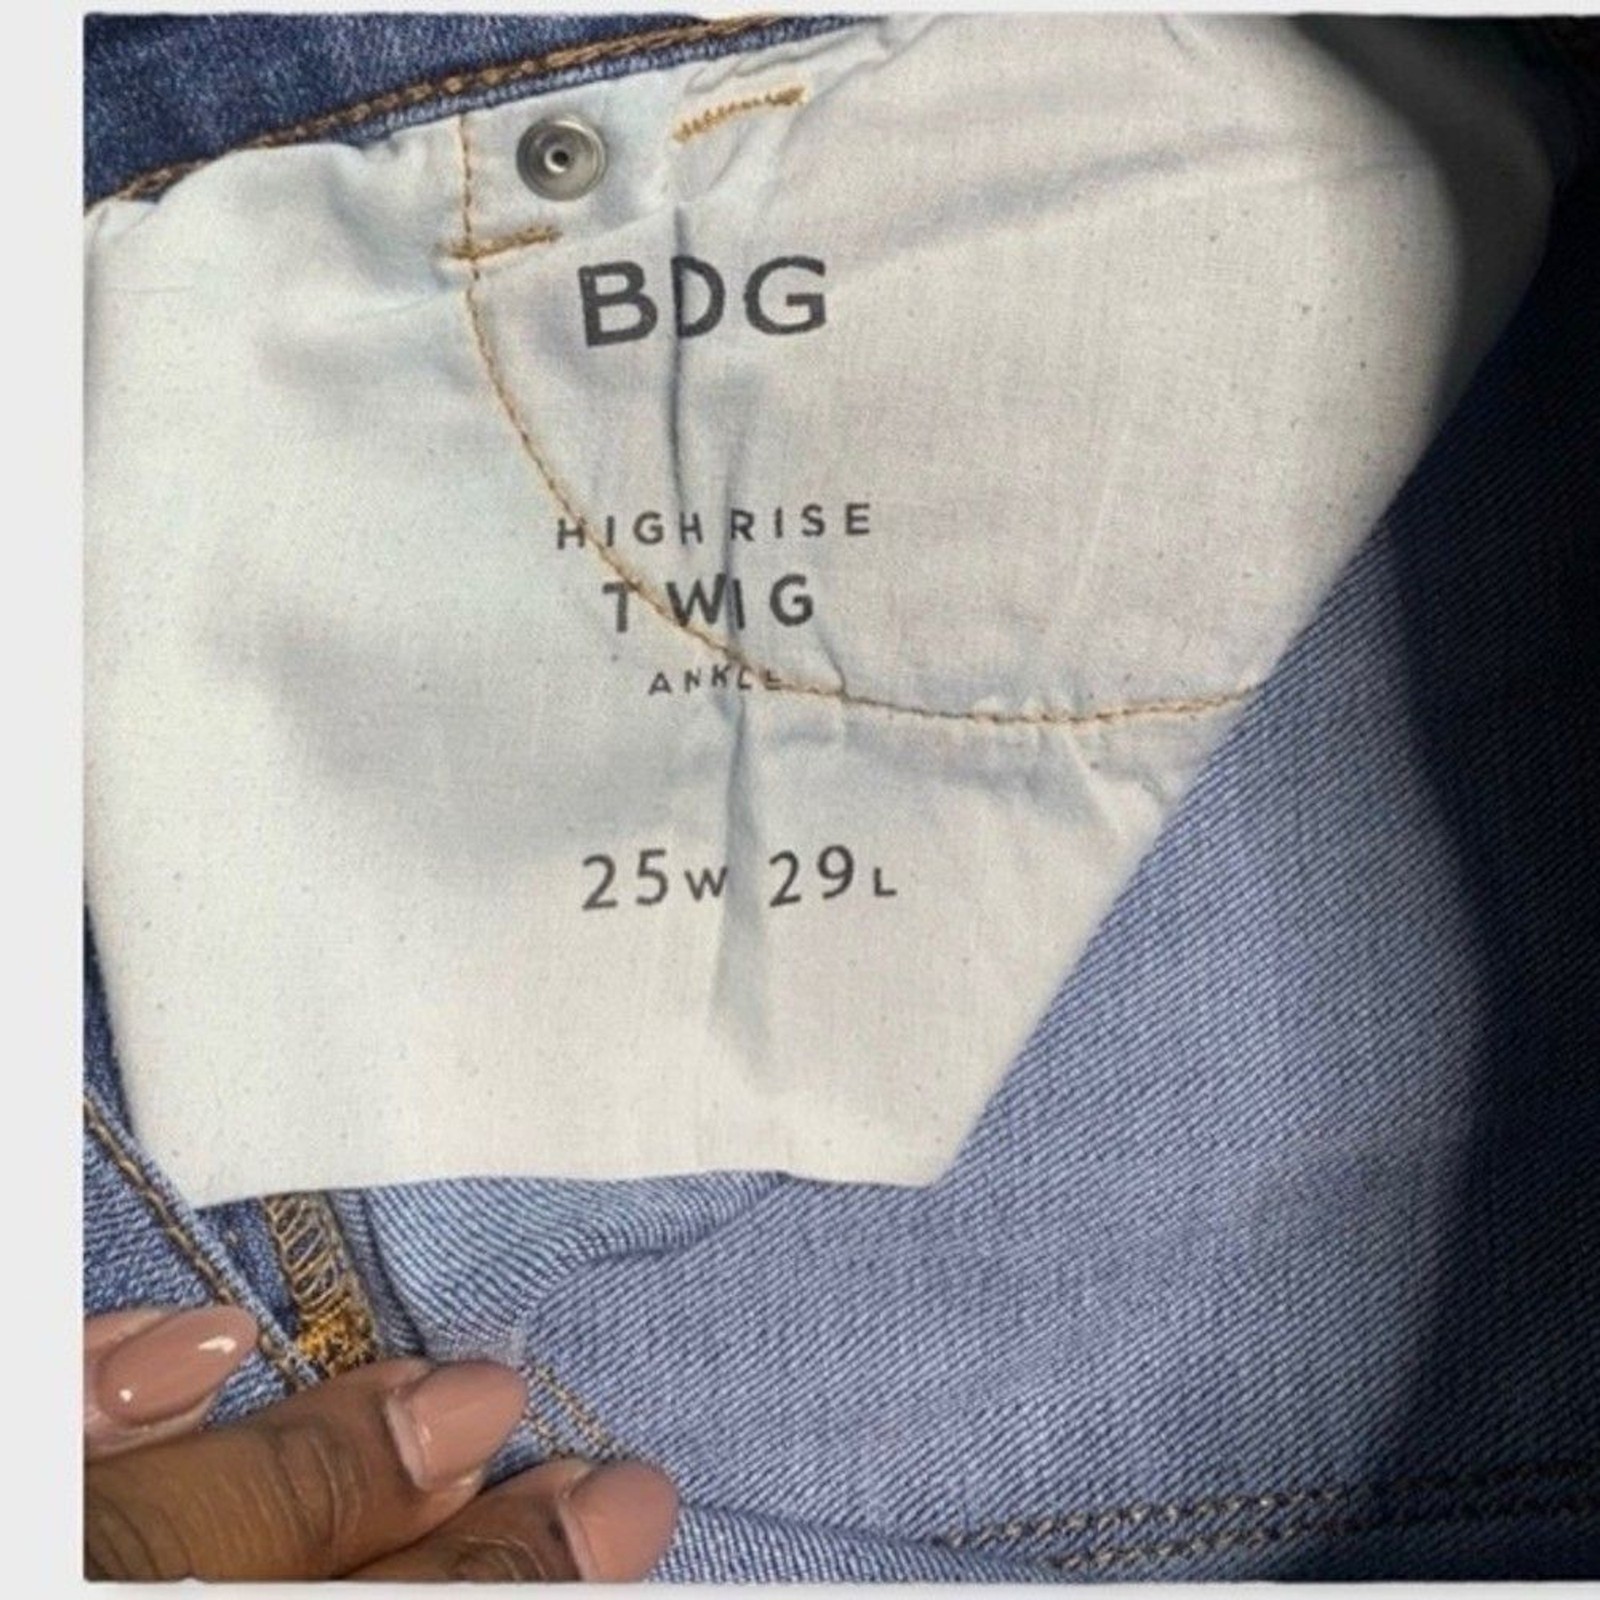 BDG
HIGH RISE
TWIG
ANKLE
25W 29L